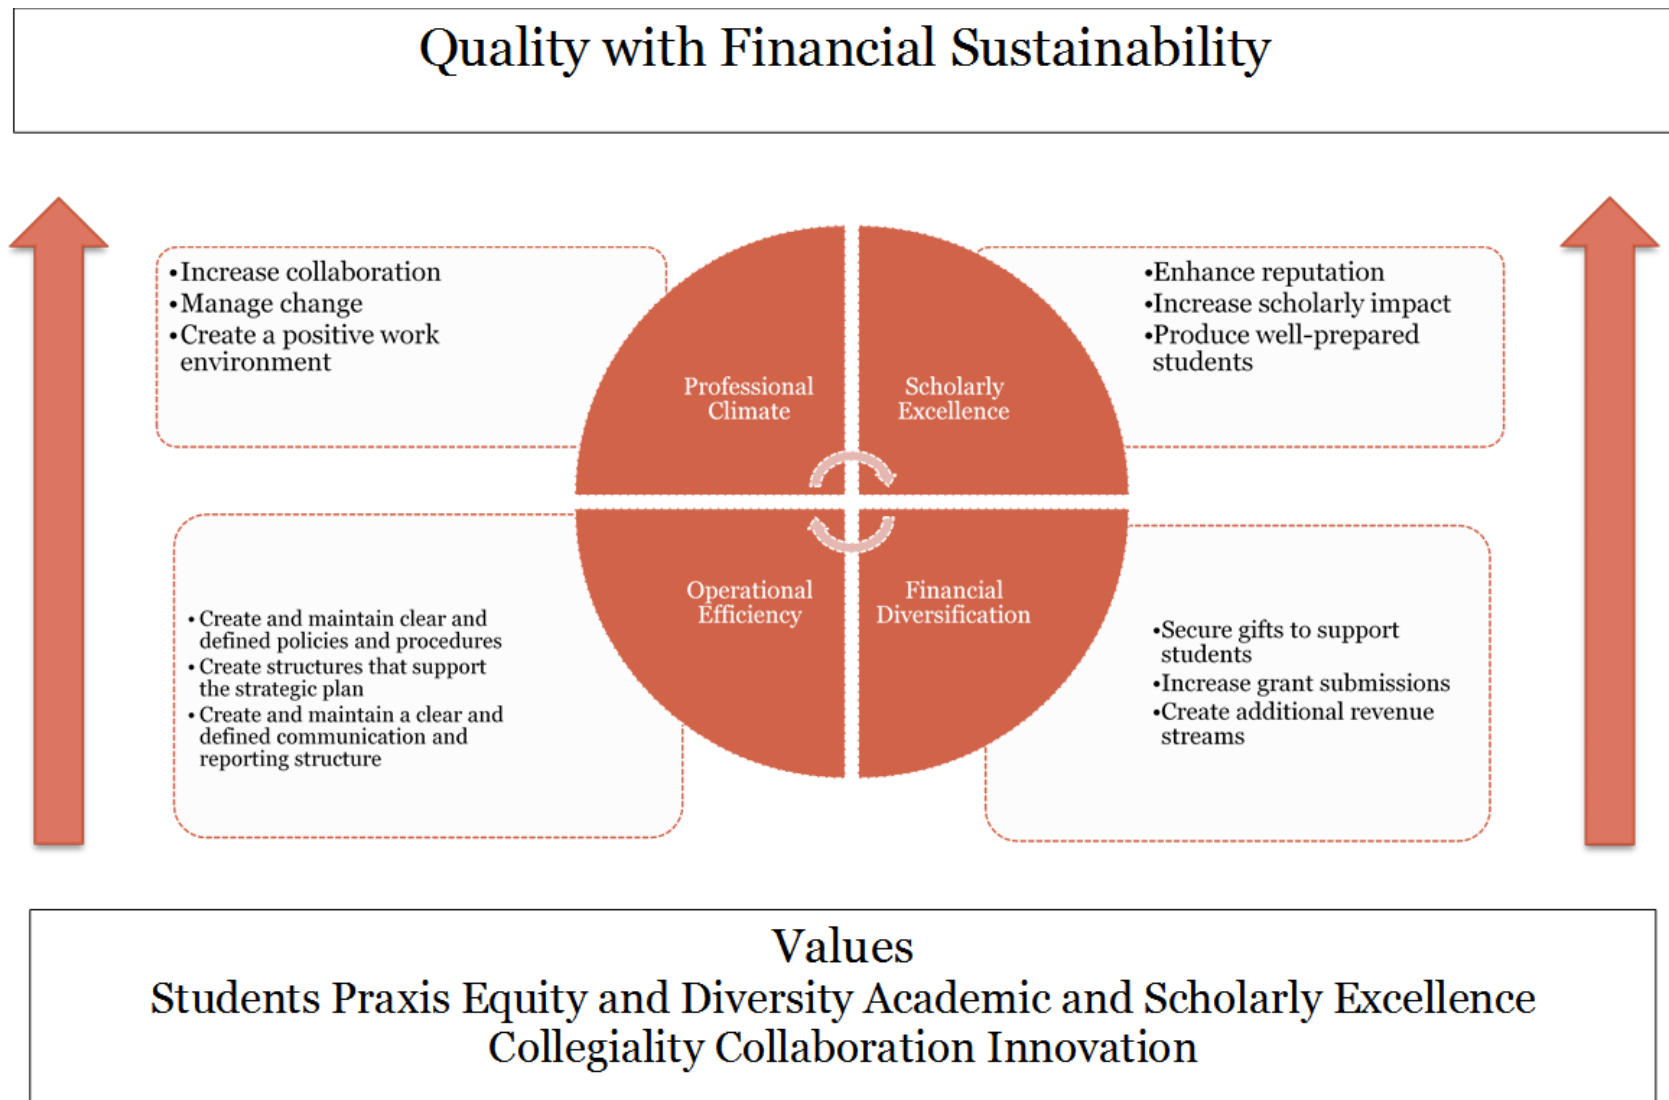 Quality with Financial Sustainability
•Increase collaboration
•Manage change
•Create a positive work
environment
Professional
Climate
Scholarly
Excellence
•Enhance reputation
•Increase scholarly impact
•Produce well-prepared
students
•Create and maintain clear and
defined policies and procedures
•Create structures that support
the strategic plan
•Create and maintain a clear and
defined communication and
reporting structure
Operational
Efficiency
Financial
Diversification
•Secure gifts to support
students
•Increase grant submissions
•Create additional revenue
streams
Values
Students Praxis Equity and Diversity Academic and Scholarly Excellence
Collegiality Collaboration Innovation